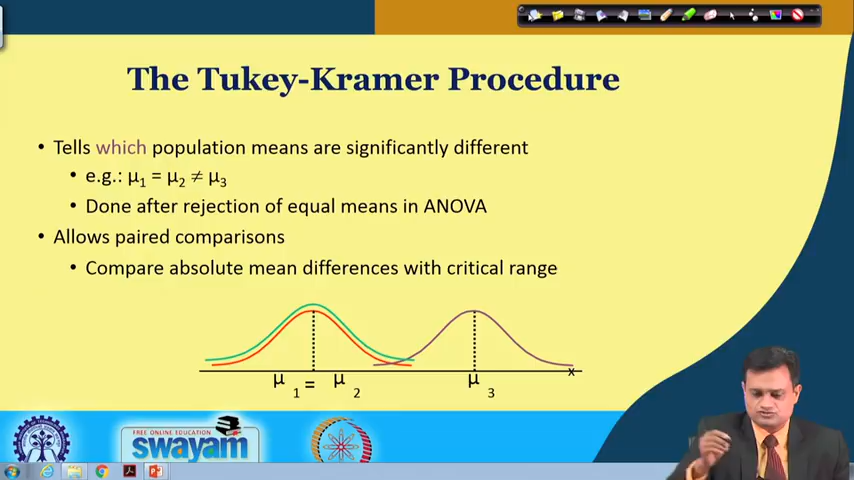 The Tukey-Kramer Procedure
• Tells which population means are significantly different
• e.g.: μ1 = μ2 ≠ μ3
• Done after rejection of equal means in ANOVA
• Allows paired comparisons
• Compare absolute mean differences with critical range
μ1 = μ2 μ3 x
FREE ONLINE EDUCATION
swayam